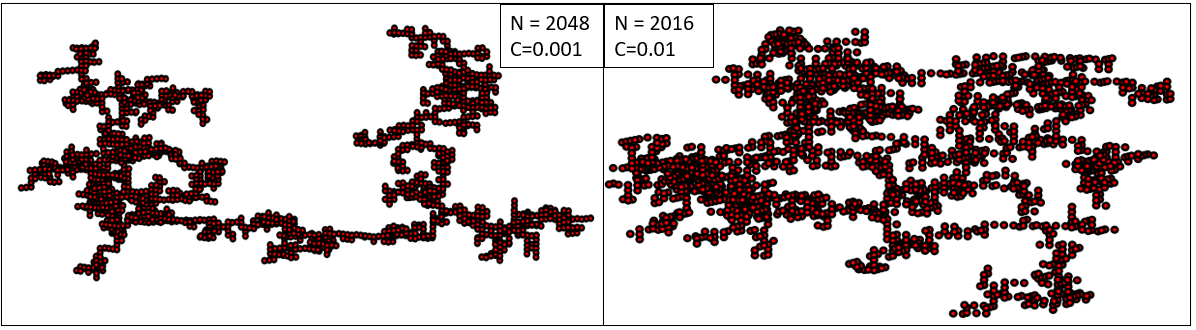 N = 2048
C=0.001
N = 2016
C=0.01